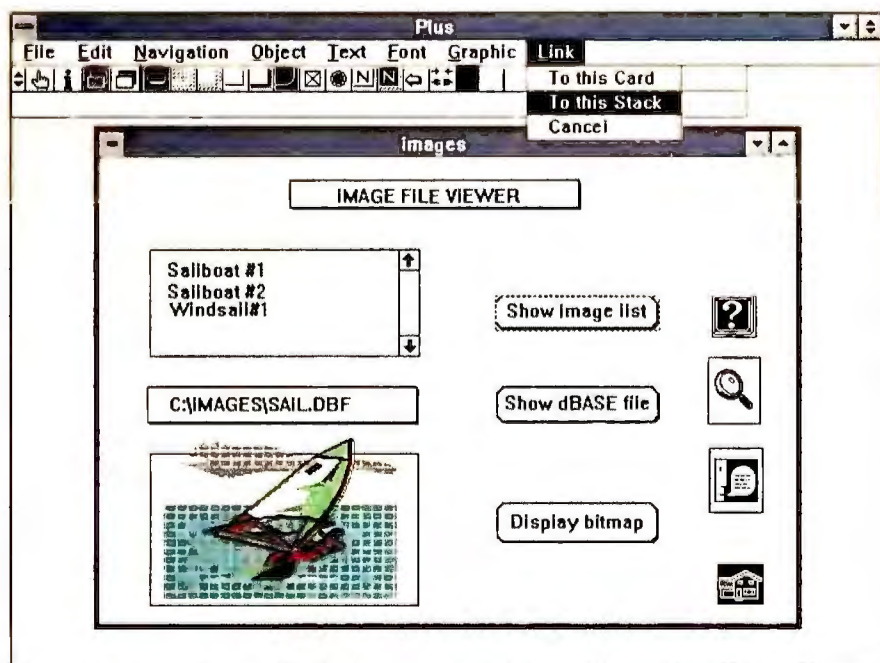 Plus
File Edit Navigation Object Text Font Graphic Link
To this Card
To this Stack
Cancel
images
IMAGE FILE VIEWER
Sailboat #1
Sailboat #2
Windsail#1
Show image list
?
C:\IMAGES\SAIL.DBF
Show dBASE file
Display bitmap